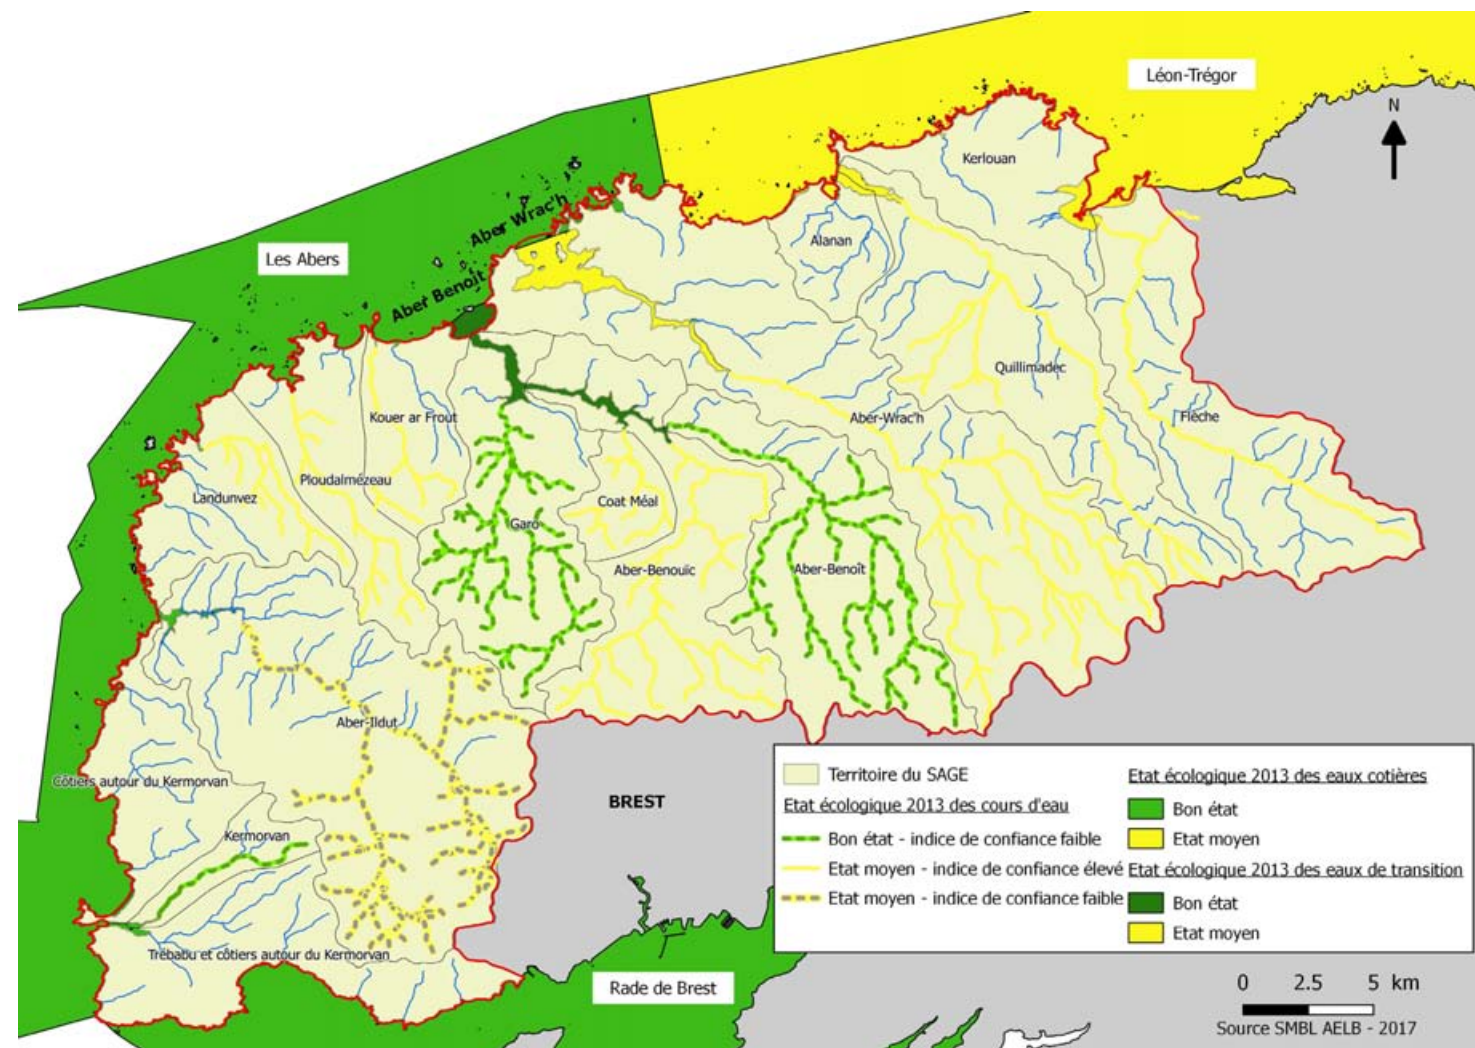 Léon-Trégor
N
Kerlouan
Aber Wrac'h
Alanan
Les Abers
Aber Benoît
Quillimadec
Kouer ar Frout
Aber-Wrac'h
Flèche
Ploudalmézeau
Landunvez
Coat Méal
Garo
Aber-Benouïc
Aber-Benoît
Aber-Ildut
Côtiers autour du Kermorvan
Kermorvan
BREST
Trébabu et côtiers autour du Kermorvan
Rade de Brest
Territoire du SAGE
Etat écologique 2013 des cours d'eau
Bon état - indice de confiance faible
Etat moyen - indice de confiance élevé
Etat moyen - indice de confiance faible
Etat écologique 2013 des eaux cotières
Bon état
Etat moyen
Etat écologique 2013 des eaux de transition
Bon état
Etat moyen
0 2.5 5 km
Source SMBL AELB - 2017